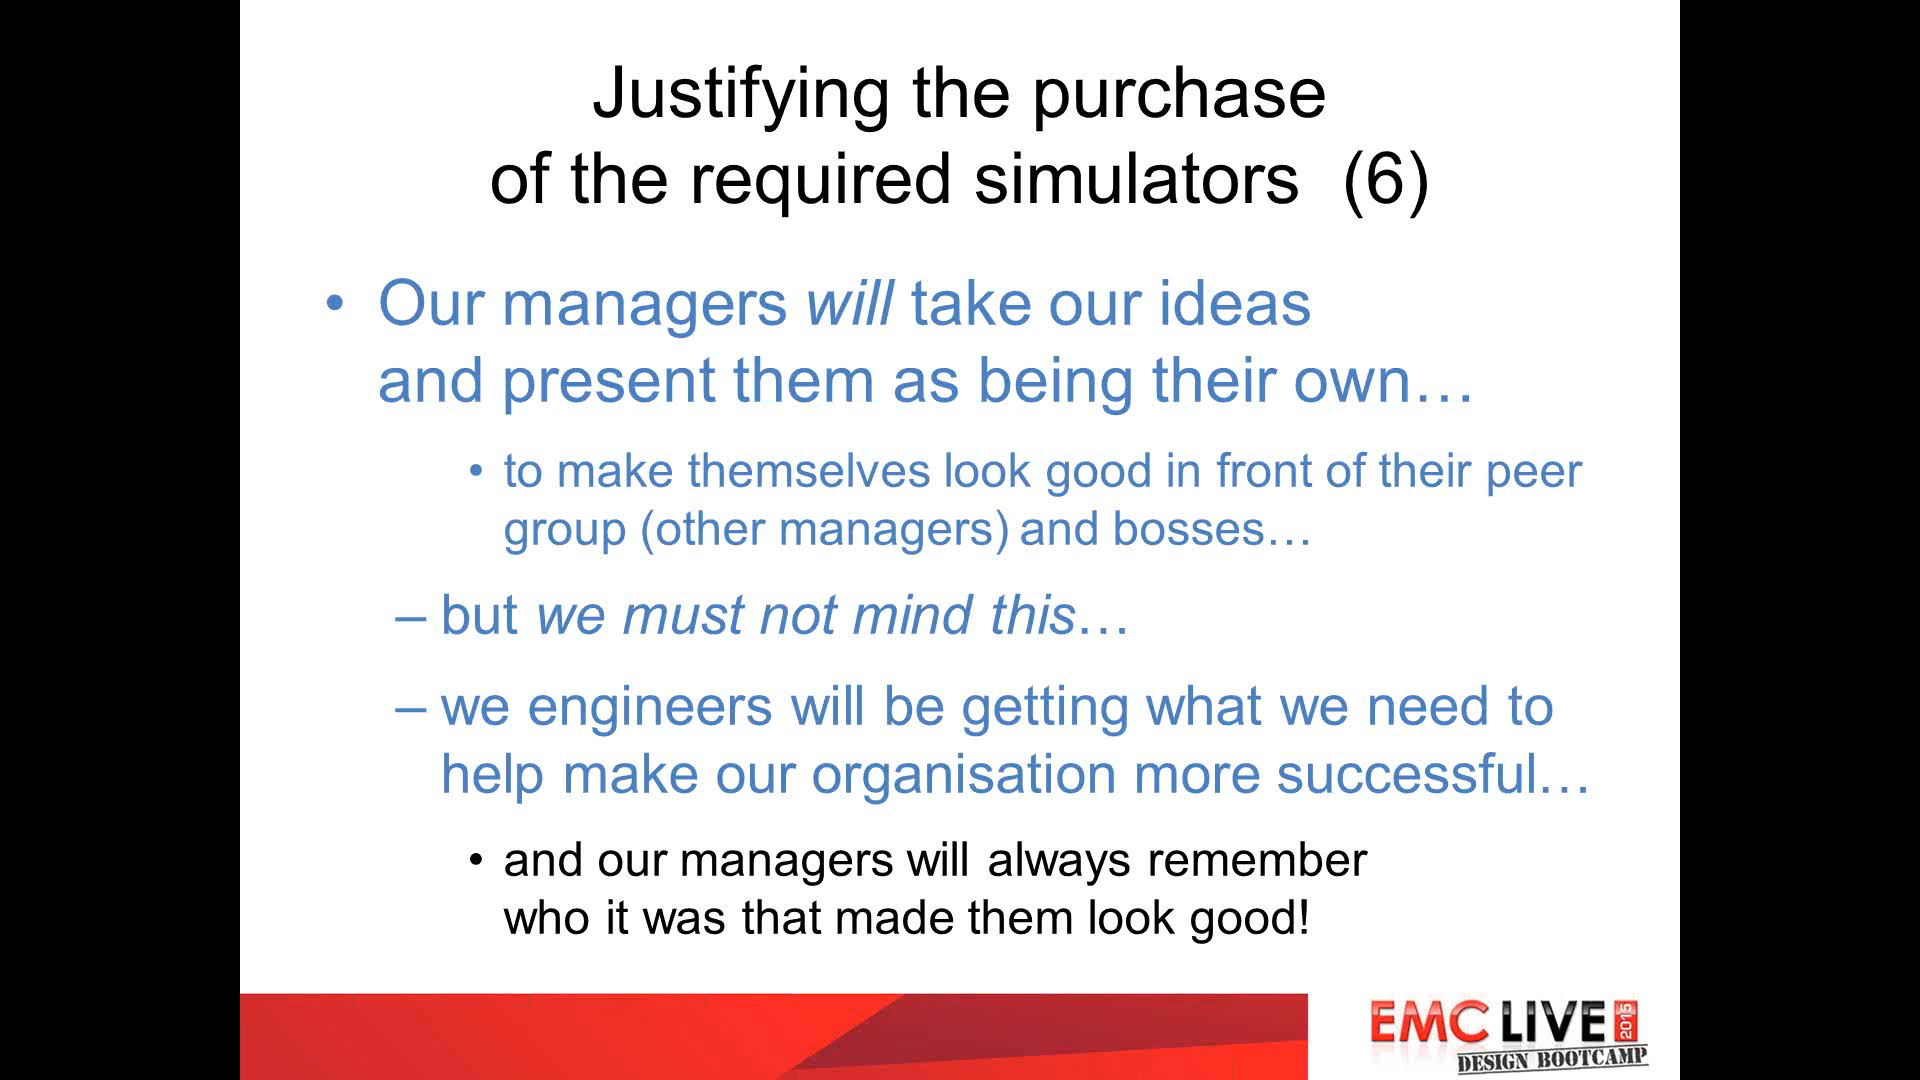 Justifying the purchase
of the required simulators (6)
• Our managers will take our ideas
and present them as being their own…
• to make themselves look good in front of their peer
group (other managers) and bosses…
– but we must not mind this…
– we engineers will be getting what we need to
help make our organisation more successful…
• and our managers will always remember
who it was that made them look good!
EMC LIVE 2015
DESIGN BOOTCAMP